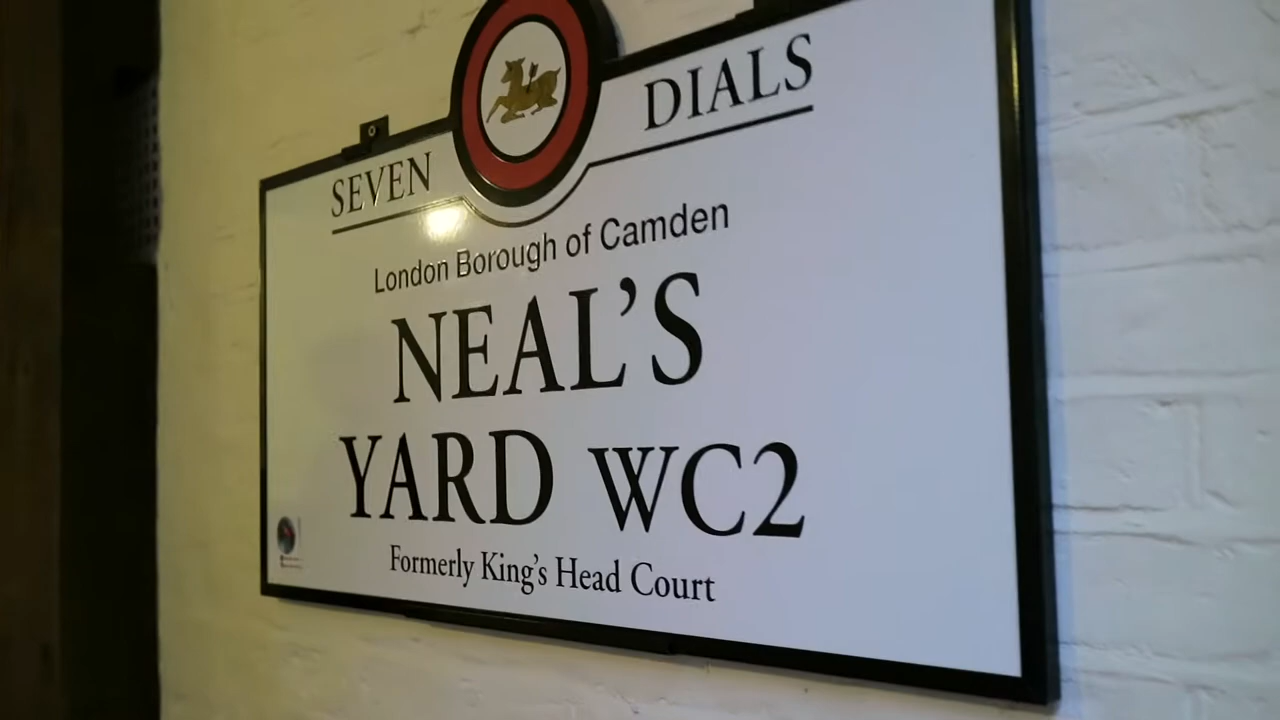 SEVEN DIALS
London Borough of Camden
NEAL'S
YARD WC2
Formerly King's Head Court